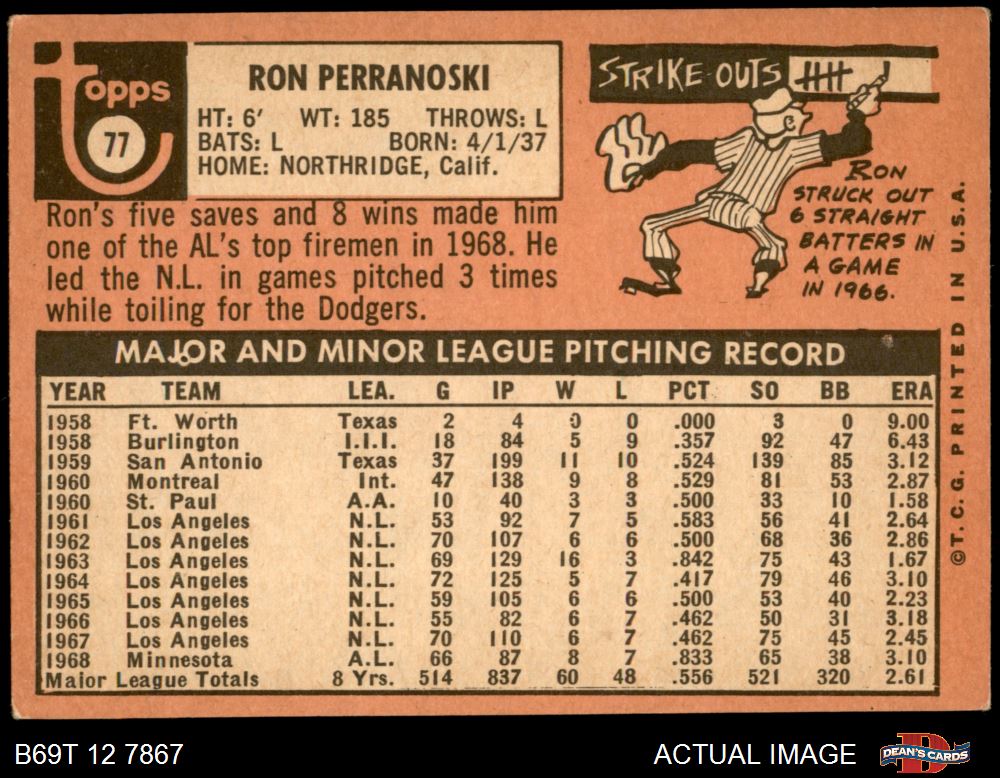 Topps
77
RON PERRANOSKI
HT: 6' WT: 185 THROWS: L
BATS: L BORN: 4/1/37
HOME: NORTHRIDGE, Calif.
Ron's five saves and 8 wins made him
one of the AL's top firemen in 1968. He
led the N.L. in games pitched 3 times
while toiling for the Dodgers.
STRIKE-OUTS
RON
STRUCK OUT
6 STRAIGHT
BATTERS IN
A GAME
IN 1966.
MAJOR AND MINOR LEAGUE PITCHING RECORD
YEAR TEAM LEA. G IP W L PCT SO BB ERA
1958 Ft. Worth Texas 2 4 0 0 .000 3 0 9.00
1958 Burlington I.I.I. 18 84 5 9 .357 92 47 6.43
1959 San Antonio Texas 37 199 11 10 .524 139 85 3.12
1960 Montreal Int. 47 138 9 8 .529 81 53 2.87
1960 St. Paul A.A. 10 40 3 3 .500 33 10 1.58
1961 Los Angeles N.L. 53 92 7 5 .583 56 41 2.64
1962 Los Angeles N.L. 70 107 6 6 .500 68 36 2.86
1963 Los Angeles N.L. 69 129 16 3 .842 75 43 1.67
1964 Los Angeles N.L. 72 125 5 7 .417 79 46 3.10
1965 Los Angeles N.L. 59 105 6 6 .500 53 40 2.23
1966 Los Angeles N.L. 55 82 6 7 .462 50 31 3.18
1967 Los Angeles N.L. 70 110 6 7 .462 75 45 2.45
1968 Minnesota A.L. 66 87 8 7 .833 65 38 3.10
Major League Totals 8 Yrs. 514 837 60 48 .556 521 320 2.61
©T.C.G. PRINTED IN U.S.A.
B69T 12 7867
ACTUAL IMAGE
DEAN'S CARDS